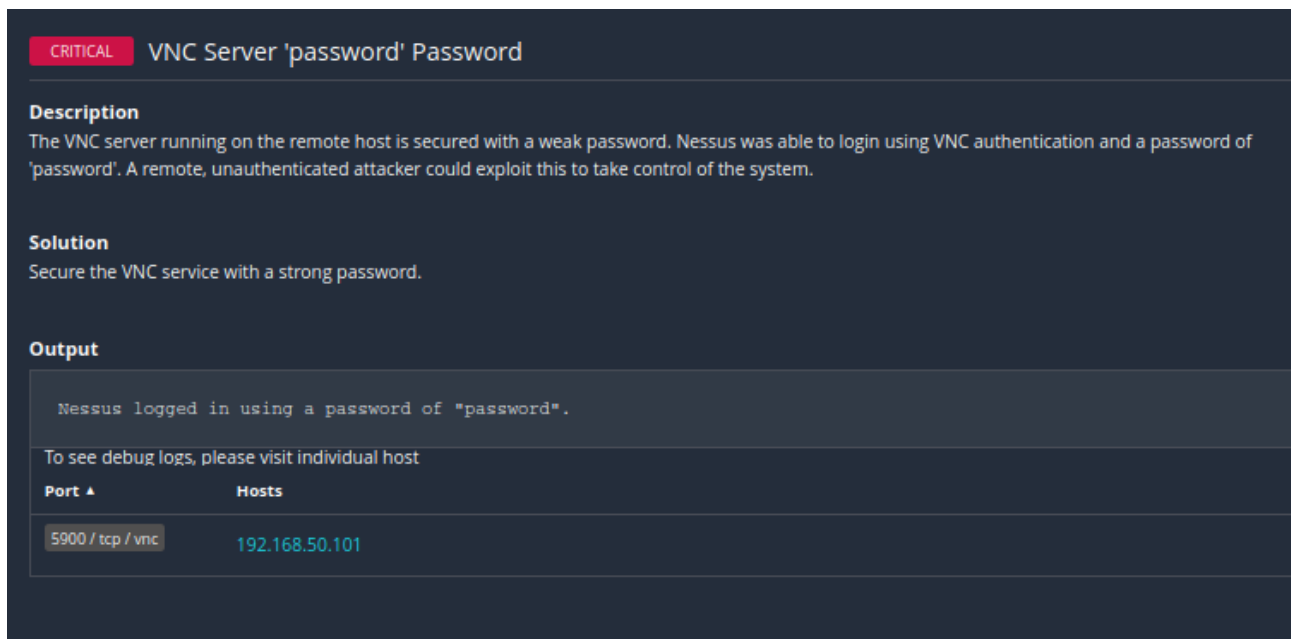 CRITICAL VNC Server 'password' Password
Description
The VNC server running on the remote host is secured with a weak password. Nessus was able to login using VNC authentication and a password of
'password'. A remote, unauthenticated attacker could exploit this to take control of the system.
Solution
Secure the VNC service with a strong password.
Output
Nessus logged in using a password of "password".
To see debug logs, please visit individual host
Port ▲ Hosts
5900 / tcp / vnc 192.168.50.101